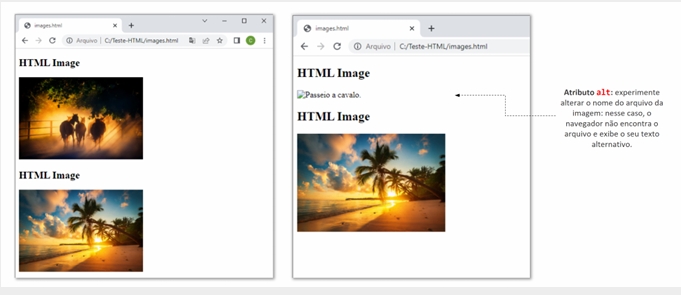 images.html
Arquivo | C:/Teste-HTML/images.html
HTML Image
HTML Image
images.html
Arquivo | C:/Teste-HTML/images.html
HTML Image
Passeio a cavalo.
HTML Image
Atributo alt: experimente
alterar o nome do arquivo da
imagem: nesse caso, o
navegador não encontra o
arquivo e exibe o seu texto
alternativo.